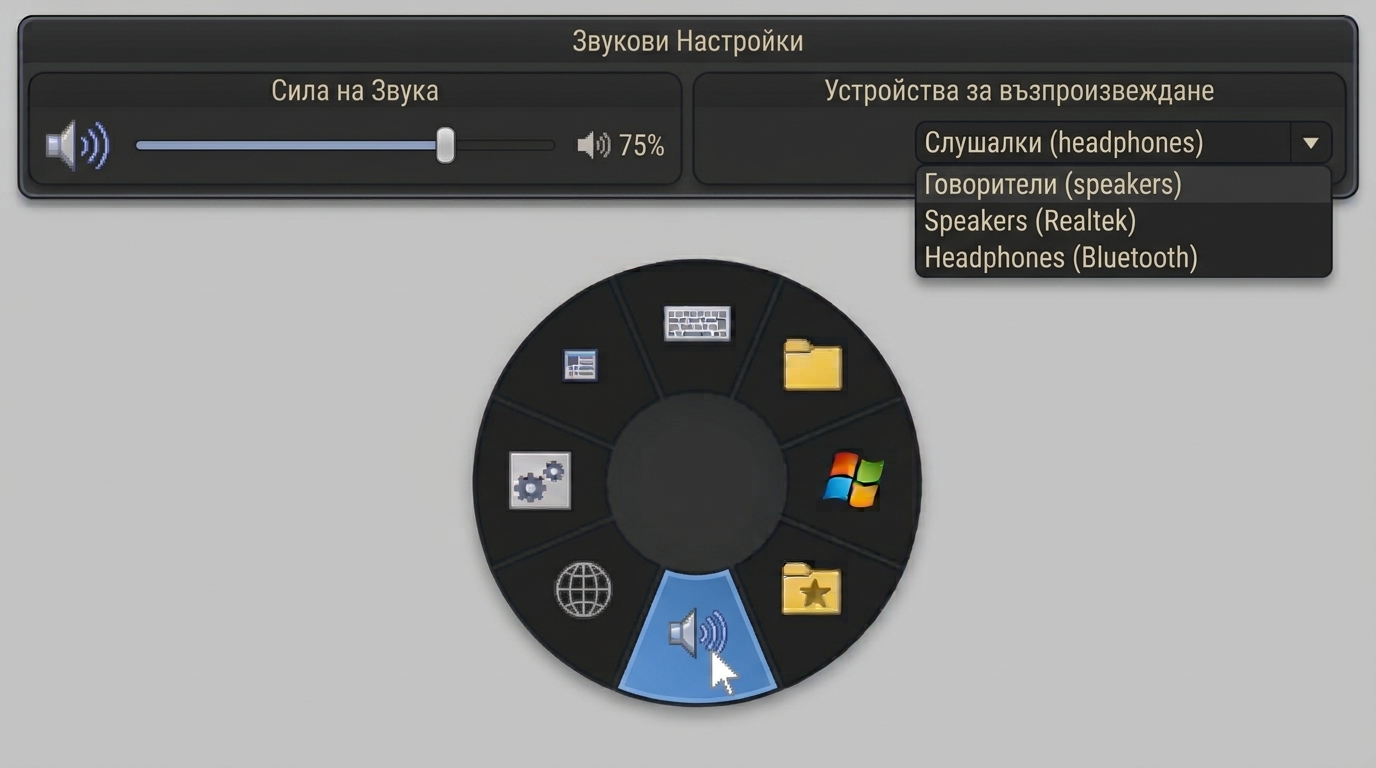 Звукови Настройки
Сила на Звука
75%
Устройства за възпроизвеждане
Слушалки (headphones)
Говорители (speakers)
Speakers (Realtek)
Headphones (Bluetooth)